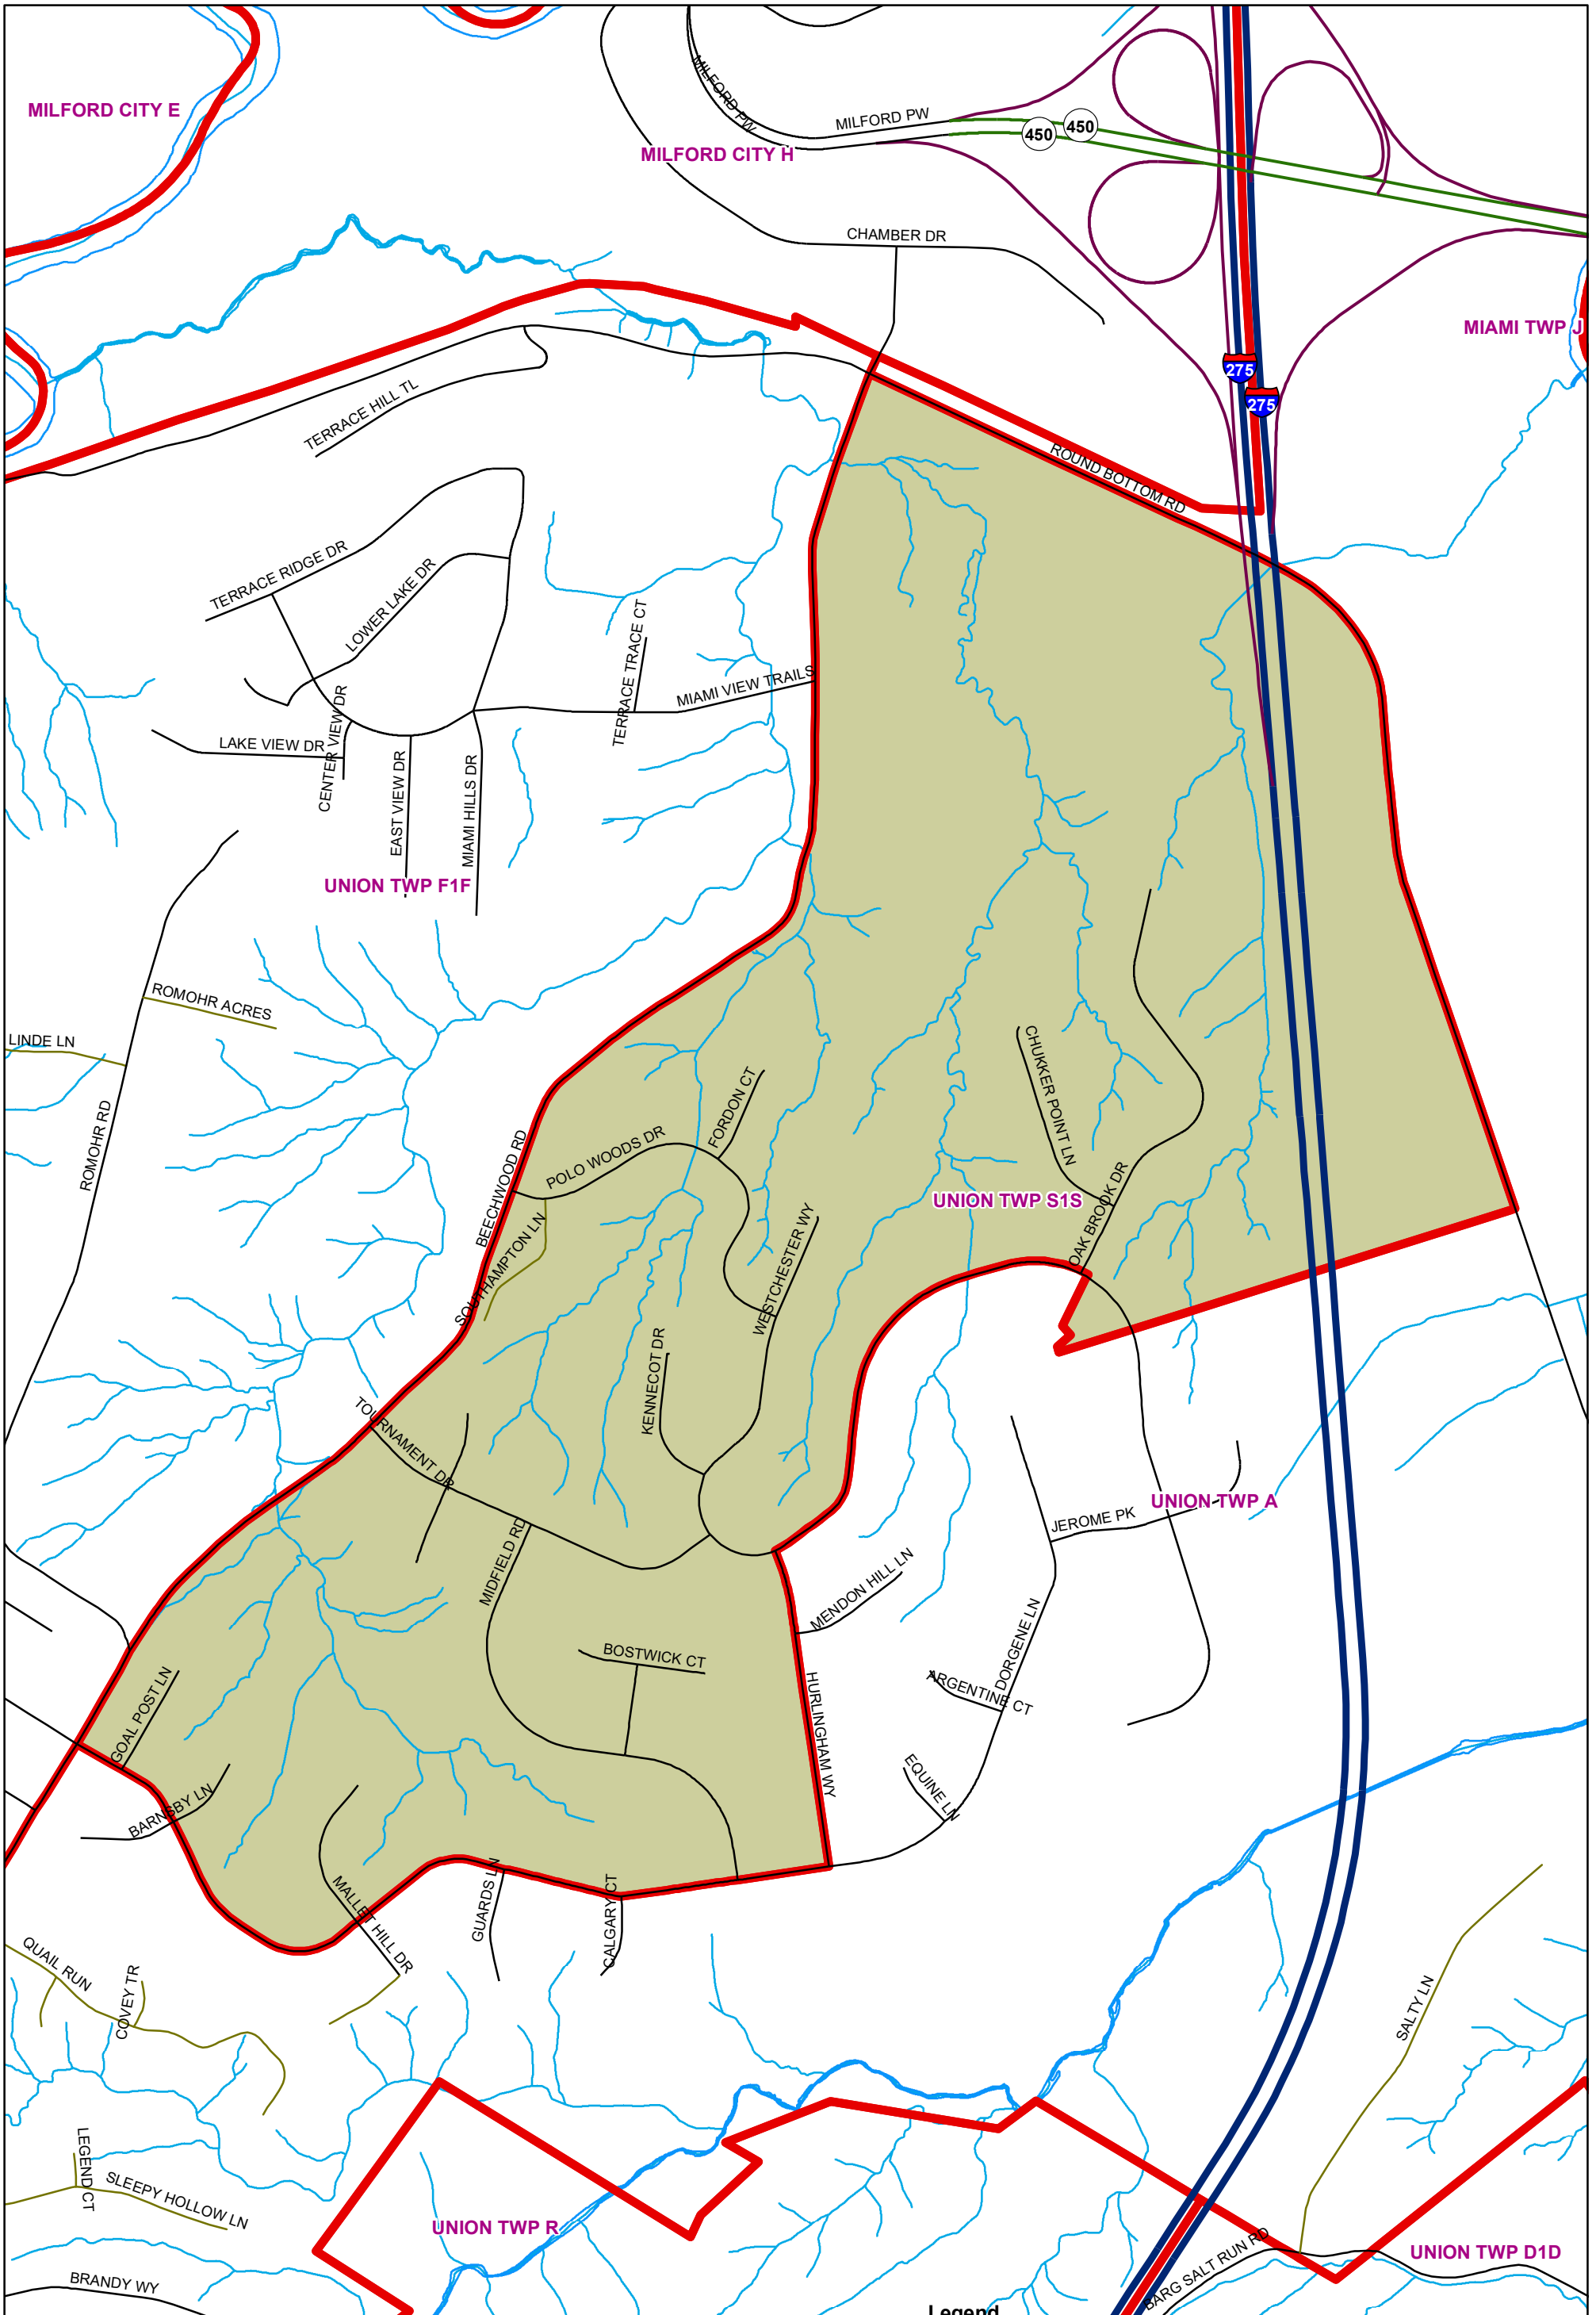 MILFORD CITY E
MILFORD PW
MILFORD PW
450
450
MILFORD CITY H
CHAMBER DR
MIAMI TWP J
275
275
TERRACE HILL TL
ROUND BOTTOM RD
TERRACE RIDGE DR
LOWER LAKE DR
TERRACE TRACE CT
MIAMI VIEW TRAILS
LAKE VIEW DR
CENTER VIEW DR
EAST VIEW DR
MIAMI HILLS DR
UNION TWP F1F
ROMOHR ACRES
LINDE LN
ROMOHR RD
CHUKKER POINT LN
FORDON CT
POLO WOODS DR
BEECHWOOD RD
SOUTHAMPTON LN
UNION TWP S1S
OAK BROOK DR
WESTCHESTER WY
KENNECOT DR
TOURNAMENT DR
UNION TWP A
JEROME PK
MIDFIELD RD
MENDON HILL LN
BOSTWICK CT
DORGENE LN
ARGENTINE CT
HURLINGHAM WY
GOAL POST LN
EQUINE LN
BARNSBY LN
MALLET HILL DR
GUARDS LN
CALGARY CT
QUAIL RUN
COVEY TR
SALTY LN
LEGEND CT
SLEEPY HOLLOW LN
UNION TWP R
UNION TWP D1D
BARG SALT RUN RD
BRANDY WY
Legend